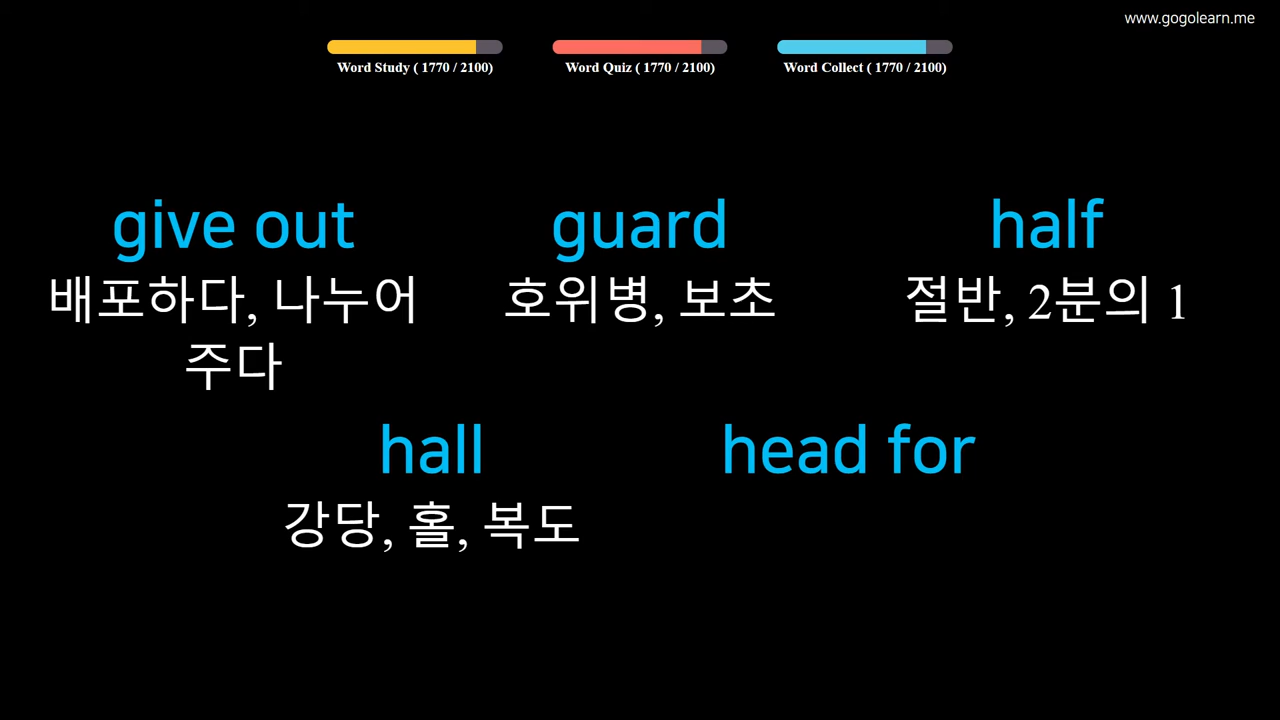 www.gogolearn.me
Word Study ( 1770 / 2100)
Word Quiz ( 1770 / 2100)
Word Collect ( 1770 / 2100)
give out
배포하다, 나누어
주다
guard
호위병, 보초
half
절반, 2분의 1
hall
강당, 홀, 복도
head for